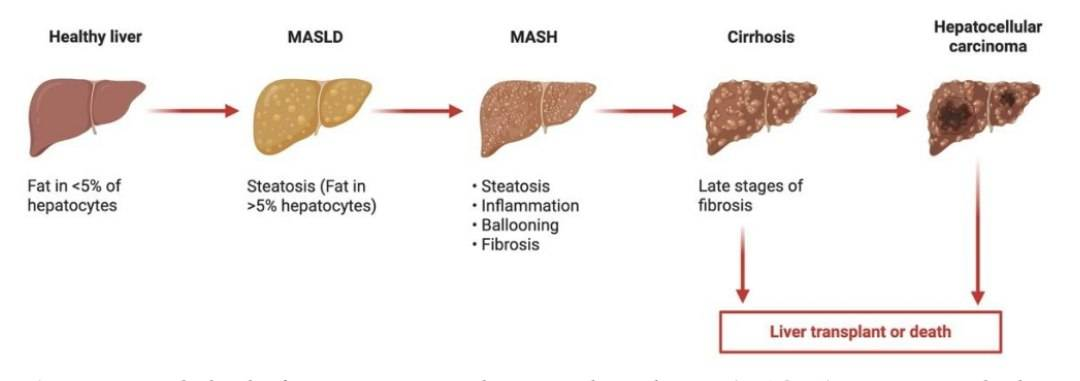 Healthy liver
MASLD
MASH
Cirrhosis
Hepatocellular
carcinoma
Fat in <5% of
hepatocytes
Steatosis (Fat in
>5% hepatocytes)
• Steatosis
• Inflammation
• Ballooning
• Fibrosis
Late stages of
fibrosis
Liver transplant or death